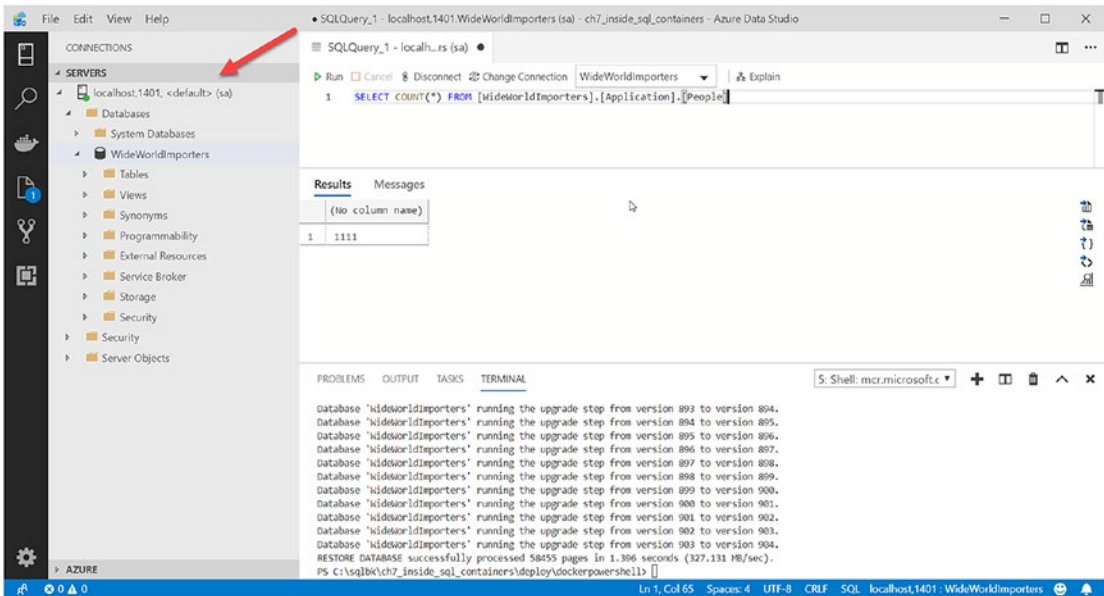 File Edit View Help
● SQLQuery_1 - localhost,1401.WideWorldImporters (sa) - ch7_inside_sql_containers - Azure Data Studio
CONNECTIONS
SERVERS
localhost,1401, <default> (sa)
Databases
System Databases
WideWorldImporters
Tables
Views
Synonyms
Programmability
External Resources
Service Broker
Storage
Security
Security
Server Objects
AZURE
1
SQLQuery_1 - localh...rs (sa) ●
Run Cancel Disconnect Change Connection WideWorldImporters Explain
1 SELECT COUNT(*) FROM [WideWorldImporters].[Application].[People]
Results Messages
(No column name)
1 1111
PROBLEMS OUTPUT TASKS TERMINAL 5: Shell: mcr.microsoft.c
Database 'WideWorldImporters' running the upgrade step from version 893 to version 894.
Database 'WideWorldImporters' running the upgrade step from version 894 to version 895.
Database 'WideWorldImporters' running the upgrade step from version 895 to version 896.
Database 'WideWorldImporters' running the upgrade step from version 896 to version 897.
Database 'WideWorldImporters' running the upgrade step from version 897 to version 898.
Database 'WideWorldImporters' running the upgrade step from version 898 to version 899.
Database 'WideWorldImporters' running the upgrade step from version 899 to version 900.
Database 'WideWorldImporters' running the upgrade step from version 900 to version 901.
Database 'WideWorldImporters' running the upgrade step from version 901 to version 902.
Database 'WideWorldImporters' running the upgrade step from version 902 to version 903.
Database 'WideWorldImporters' running the upgrade step from version 903 to version 904.
RESTORE DATABASE successfully processed 58455 pages in 1.396 seconds (327.131 MB/sec).
PS C:\sqlbk\ch7_inside_sql_containers\deploy\dockerpowershell>
0 0 Ln 1, Col 65 Spaces: 4 UTF-8 CRLF SQL localhost,1401 : WideWorldImporters